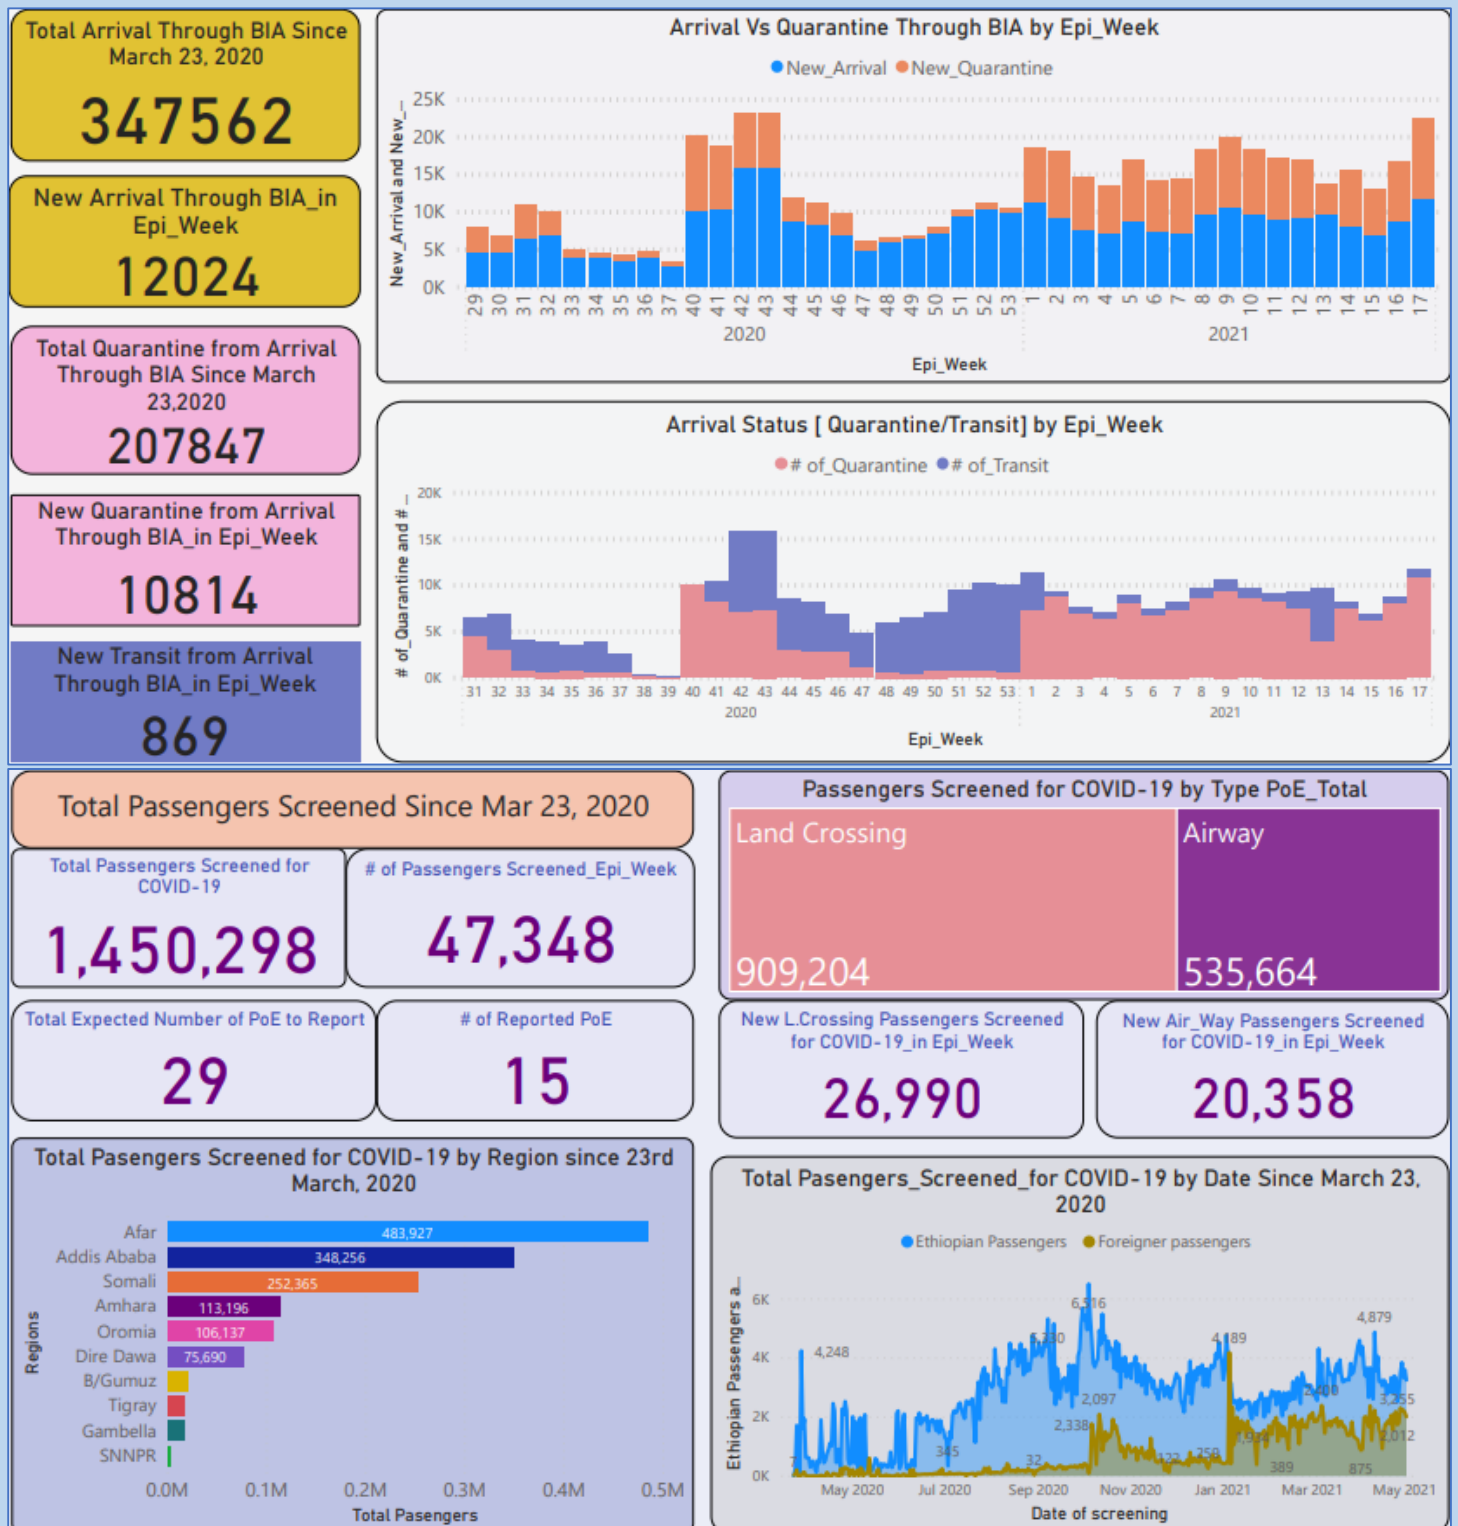 Total Arrival Through BIA Since
March 23, 2020
347562
New Arrival Through BIA_in
Epi_Week
12024
Total Quarantine from Arrival
Through BIA Since March
23,2020
207847
New Quarantine from Arrival
Through BIA_in Epi_Week
10814
New Transit from Arrival
Through BIA_in Epi_Week
869
Arrival Vs Quarantine Through BIA by Epi_Week
New_Arrival New_Quarantine
New_Arrival and New_...
25K
20K
15K
10K
5K
0K
29 30 31 32 33 34 35 36 37 40 41 42 43 44 45 46 47 48 49 50 51 52 53 1 2 3 4 5 6 7 8 9 10 11 12 13 14 15 16 17
2020 2021
Epi_Week
Arrival Status [ Quarantine/Transit] by Epi_Week
# of_Quarantine # of_Transit
# of_Quarantine and # ...
20K
15K
10K
5K
0K
31 32 33 34 35 36 37 38 39 40 41 42 43 44 45 46 47 48 49 50 51 52 53 1 2 3 4 5 6 7 8 9 10 11 12 13 14 15 16 17
2020 2021
Epi_Week
Total Passengers Screened Since Mar 23, 2020
Total Passengers Screened for
COVID-19
1,450,298
# of Passengers Screened_Epi_Week
47,348
Total Expected Number of PoE to Report
29
# of Reported PoE
15
Passengers Screened for COVID-19 by Type PoE_Total
Land Crossing
909,204
Airway
535,664
New L.Crossing Passengers Screened
for COVID-19_in Epi_Week
26,990
New Air_Way Passengers Screened
for COVID-19_in Epi_Week
20,358
Total Pasengers Screened for COVID-19 by Region since 23rd
March, 2020
Regions
Afar 483,927
Addis Ababa 348,256
Somali 252,365
Amhara 113,196
Oromia 106,137
Dire Dawa 75,690
B/Gumuz
Tigray
Gambella
SNNPR
0.0M 0.1M 0.2M 0.3M 0.4M 0.5M
Total Pasengers
Total Pasengers_Screened_for COVID-19 by Date Since March 23,
2020
Ethiopian Passengers Foreigner passengers
Ethiopian Passengers a...
6K
4K
2K
0K
6,516
4,879
4,189
4,248
2,097
2,338
3,355
2,012
345
32
122
259
389
875
May 2020 Jul 2020 Sep 2020 Nov 2020 Jan 2021 Mar 2021 May 2021
Date of screening